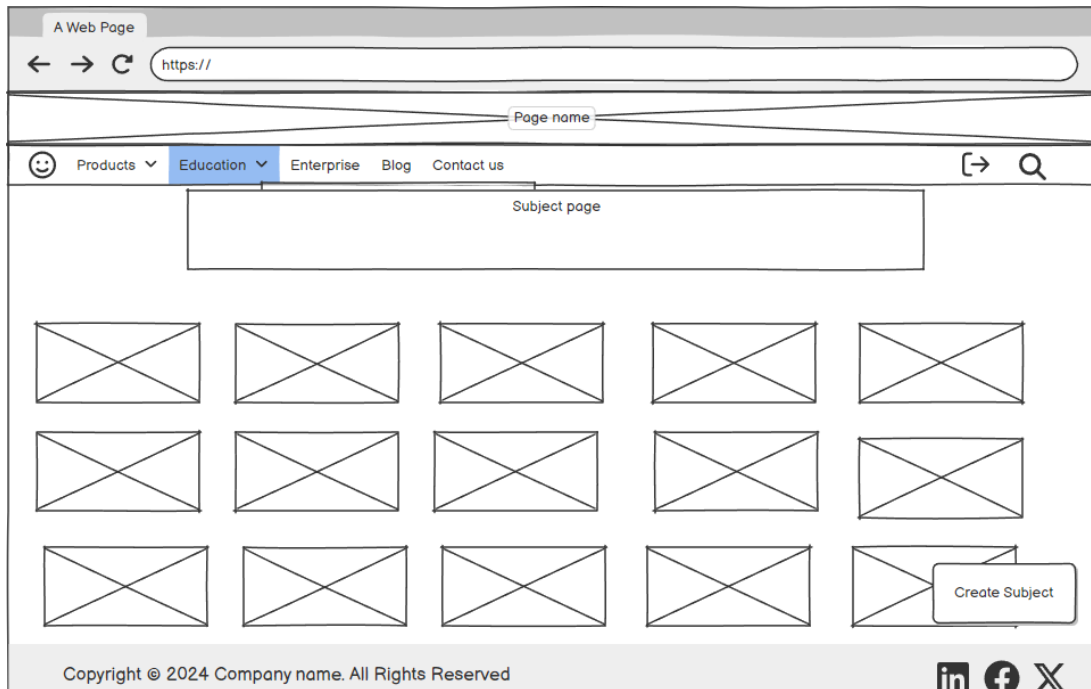 A Web Page
https://
Page name
Products Education Enterprise Blog Contact us
Subject page
Create Subject
Copyright © 2024 Company name. All Rights Reserved